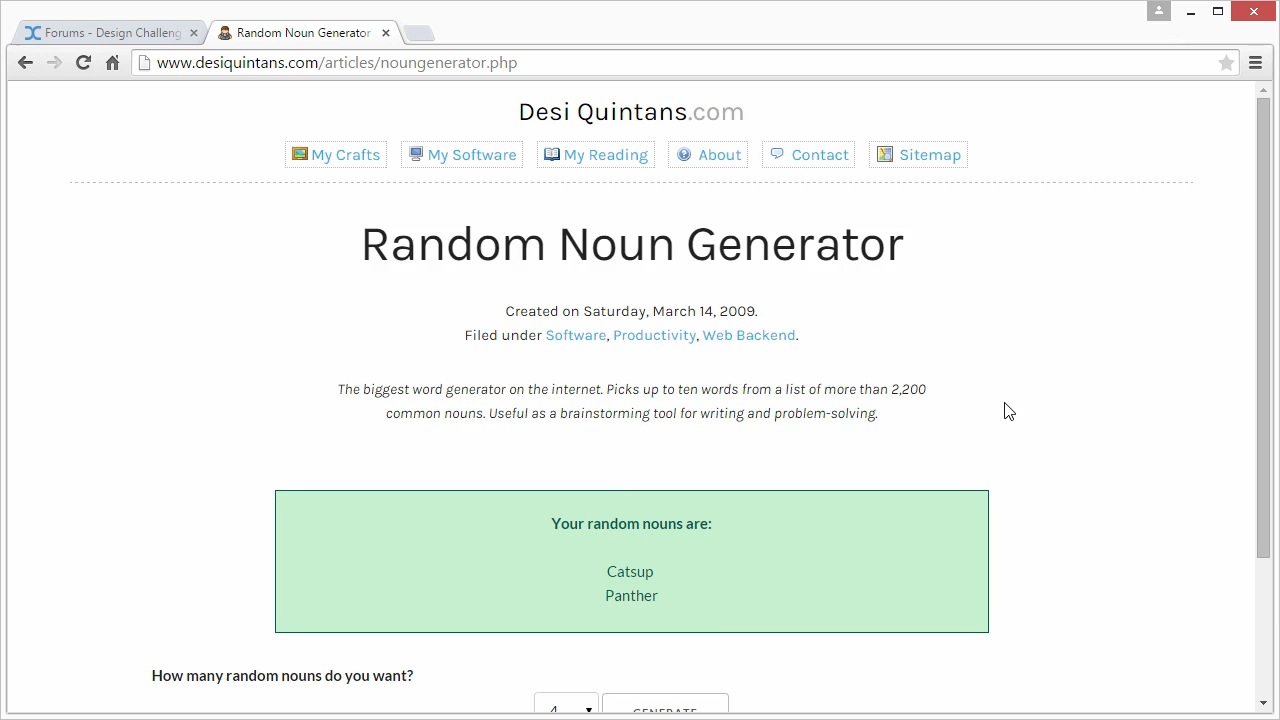 Forums - Design Challeng
Random Noun Generator
www.desiquintans.com/articles/noungenerator.php
Desi Quintans.com
My Crafts
My Software
My Reading
About
Contact
Sitemap
Random Noun Generator
Created on Saturday, March 14, 2009.
Filed under Software, Productivity, Web Backend.
The biggest word generator on the internet. Picks up to ten words from a list of more than 2,200
common nouns. Useful as a brainstorming tool for writing and problem-solving.
Your random nouns are:
Catsup
Panther
How many random nouns do you want?
4
GENERATE